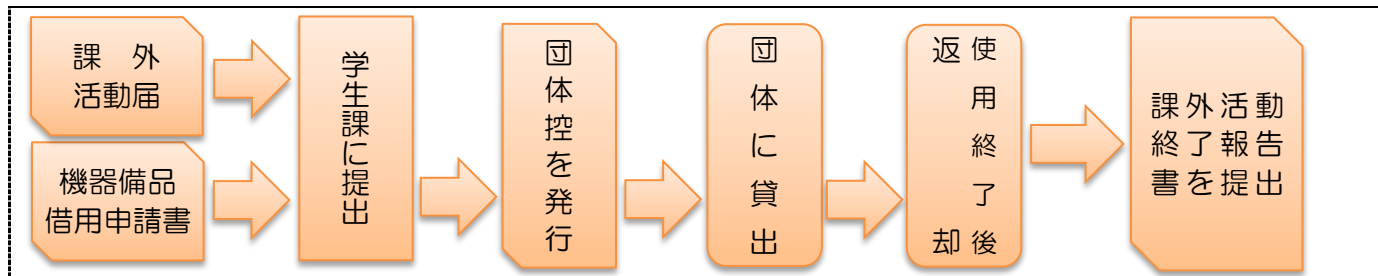 課　外
活動届
機器備品
借用申請書
学生課に提出
団体控を発行
団体に貸出
使用終了後
返却
課外活動
終了報告
書を提出